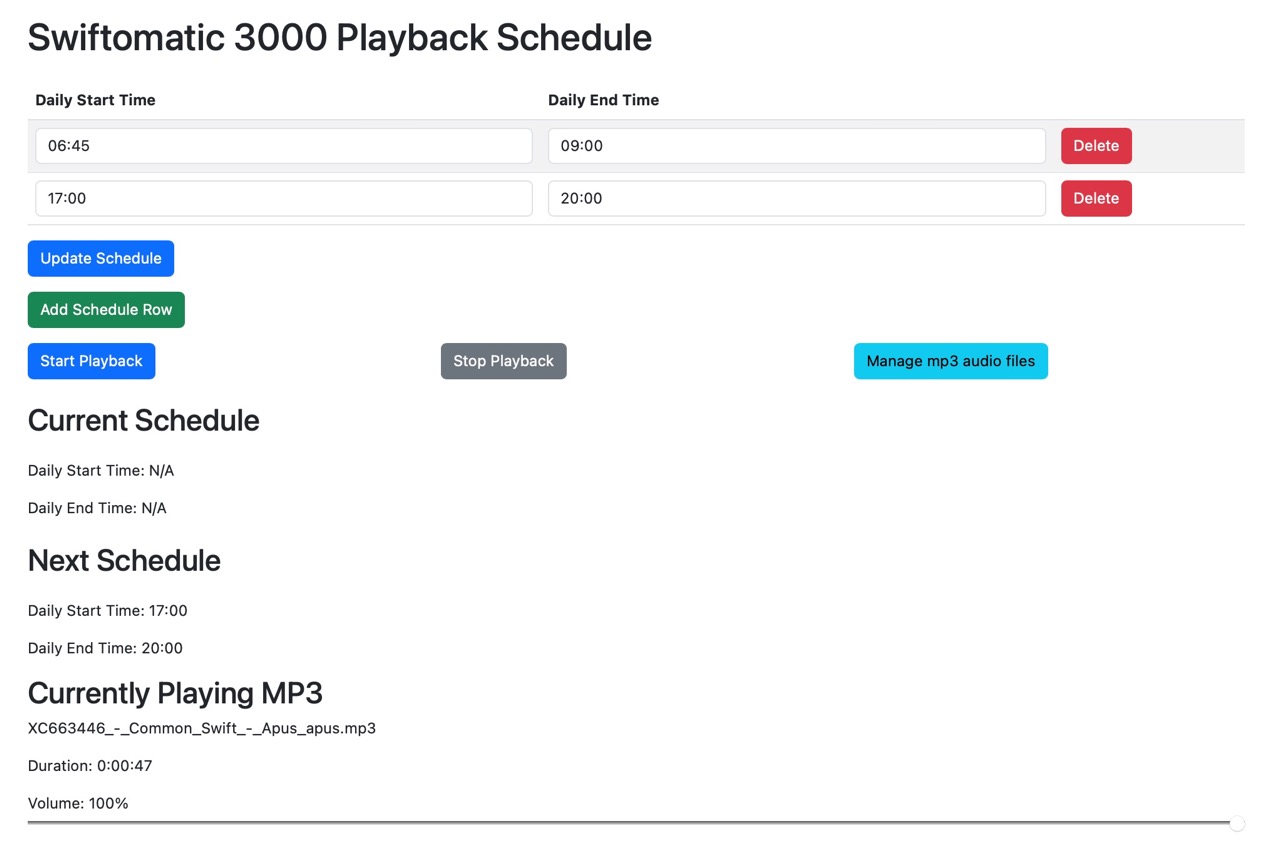 Swiftomatic 3000 Playback Schedule
Daily Start Time Daily End Time
06:45 09:00 Delete
17:00 20:00 Delete
Update Schedule
Add Schedule Row
Start Playback Stop Playback Manage mp3 audio files
Current Schedule
Daily Start Time: N/A
Daily End Time: N/A
Next Schedule
Daily Start Time: 17:00
Daily End Time: 20:00
Currently Playing MP3
XC663446_-_Common_Swift_-_Apus_apus.mp3
Duration: 0:00:47
Volume: 100%